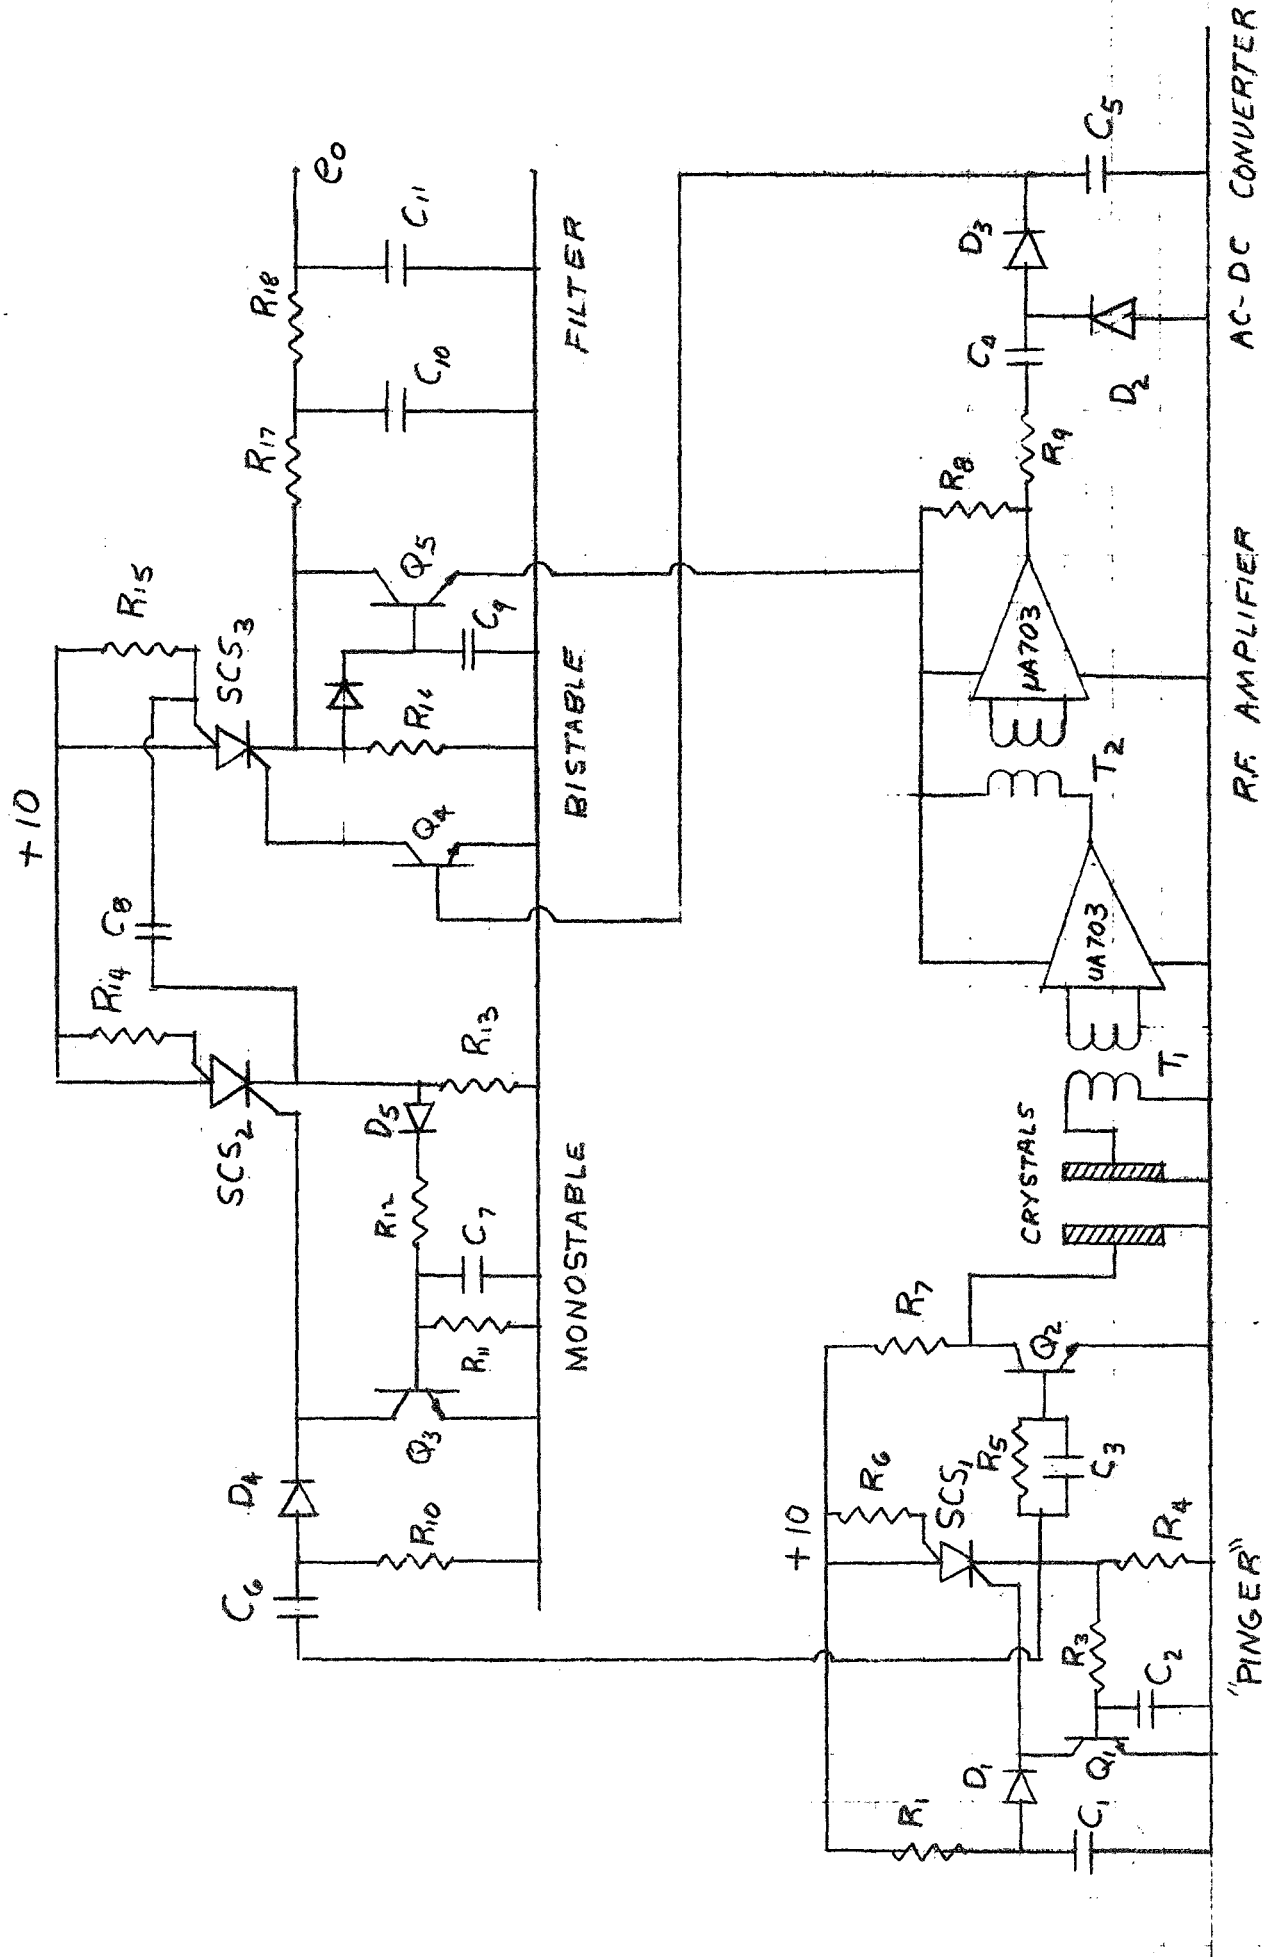 +10
R14
C8
R15
SCS2
SCS3
R17
R18
e0
C6
D4
R10
Q3
R11
C7
R12
D5
R13
Q4
R16
Q5
C9
C10
C11
MONOSTABLE
BISTABLE
FILTER
+10
R1
D1
C1
Q1
C2
R3
R6
SCS1
R5
C3
R4
R7
Q2
CRYSTALS
T1
UA703
T2
μA703
R8
R9
C4
D2
D3
C5
"PINGER"
R.F. AMPLIFIER
AC-DC CONVERTER